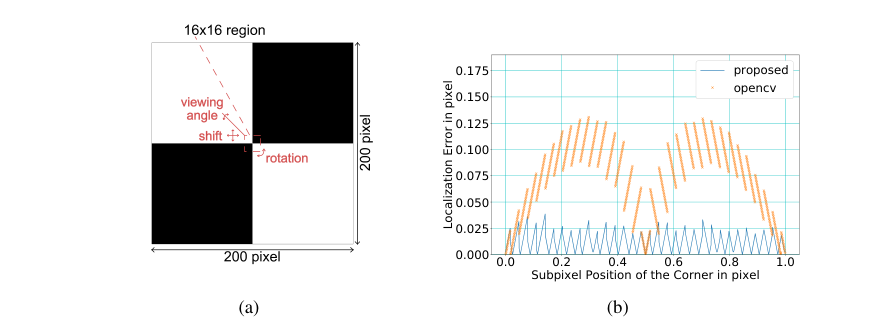 16x16 region
viewing
angle
shift
rotation
200 pixel
200 pixel
(a)
Localization Error in pixel
0.175
0.150
0.125
0.100
0.075
0.050
0.025
0.000
proposed
opencv
0.0 0.2 0.4 0.6 0.8 1.0
Subpixel Position of the Corner in pixel
(b)